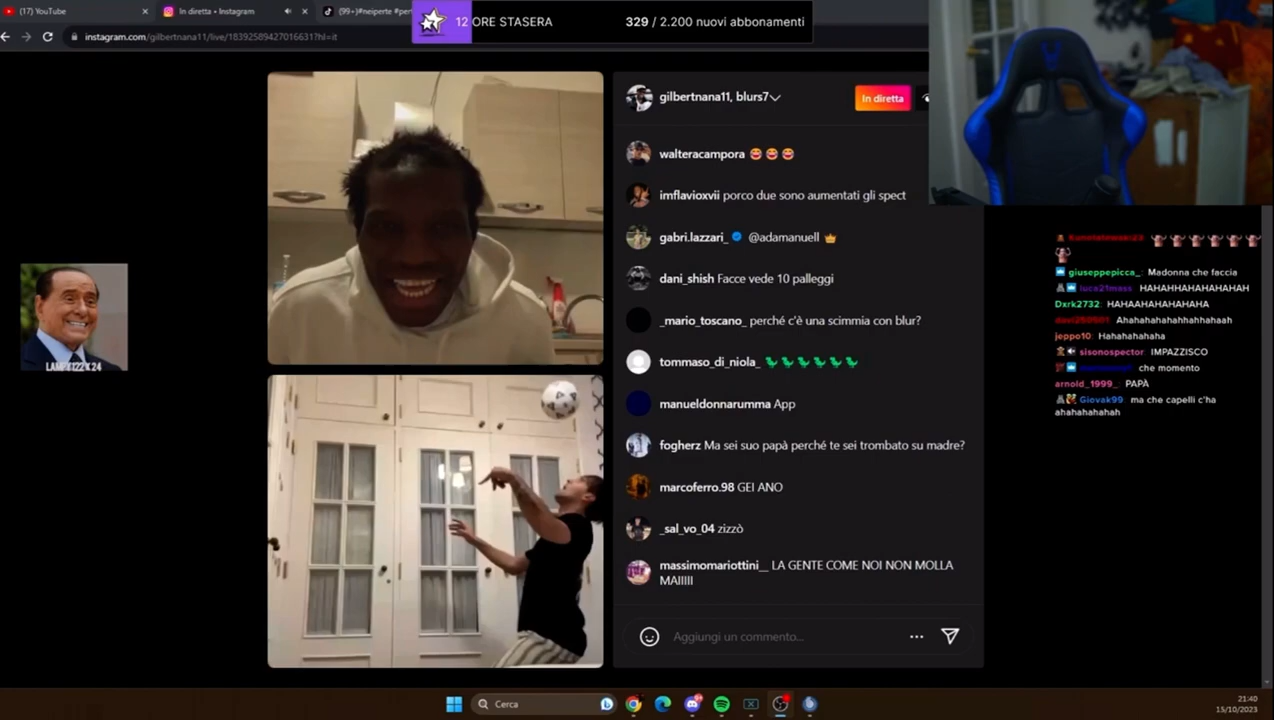 (17) YouTube
In diretta • Instagram
(99+)#neiperte #per
instagram.com/gilbertnana11/live/18392589427016631?hl=it
12 ORE STASERA
329 / 2.200 nuovi abbonamenti
gilbertnana11, blurs7
In diretta
walteracampora
imflavioxvii porco due sono aumentati gli spect
gabri.lazzari_ @adamanuell
dani_shish Facce vede 10 palleggi
_mario_toscano_ perché c'è una scimmia con blur?
tommaso_di_niola_
manueldonnarumma App
fogherz Ma sei suo papà perché te sei trombato su madre?
marcoferro.98 GEI ANO
_sal_vo_04 zizzò
massimomariottini__ LA GENTE COME NOI NON MOLLA
MAIIIII
Aggiungi un commento...
giuseppepicca_: Madonna che faccia
luca21mass HAHAHHAHAHAHAHAH
Dxrk2732: HAHAAHAHAHAHAHA
Ahahahahahahhahhahaah
jeppo10: Hahahahahaha
sisonospector IMPAZZISCO
che momento
arnold_1999_ PAPÀ
Giovak99: ma che capelli c'ha
ahahahahahah
LAMPX122 X 24
Cerca
21:40
15/10/2023